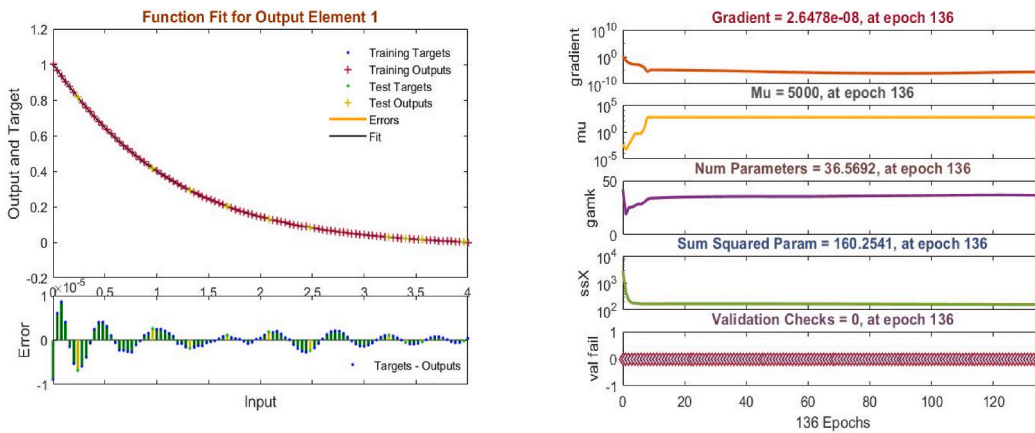 Function Fit for Output Element 1
1.2
1
0.8
0.6
0.4
0.2
0
-0.2
Output and Target
Training Targets
Training Outputs
Test Targets
Test Outputs
Errors
Fit
0 0.5 1 1.5 2 2.5 3 3.5 4
×10⁻⁵
1
0
-1
Error
Targets - Outputs
Input
Gradient = 2.6478e-08, at epoch 136
10¹⁰
10⁰
10⁻¹⁰
gradient
Mu = 5000, at epoch 136
10⁵
10⁰
10⁻⁵
mu
Num Parameters = 36.5692, at epoch 136
50
0
gamk
Sum Squared Param = 160.2541, at epoch 136
10⁴
10³
10²
ssX
Validation Checks = 0, at epoch 136
1
0
-1
val fail
0 20 40 60 80 100 120
136 Epochs